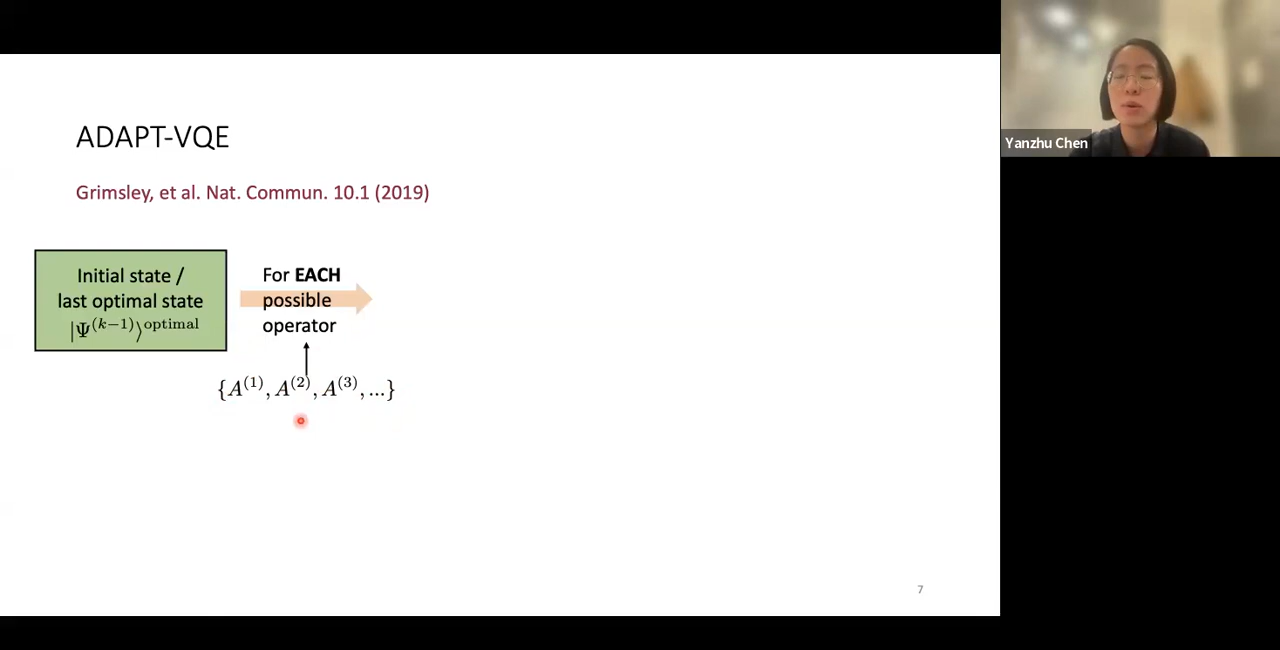 ADAPT-VQE
Grimsley, et al. Nat. Commun. 10.1 (2019)
Initial state /
last optimal state
|Ψ^(k−1)⟩^optimal
For EACH
possible
operator
{A^(1), A^(2), A^(3), ...}
7
Yanzhu Chen